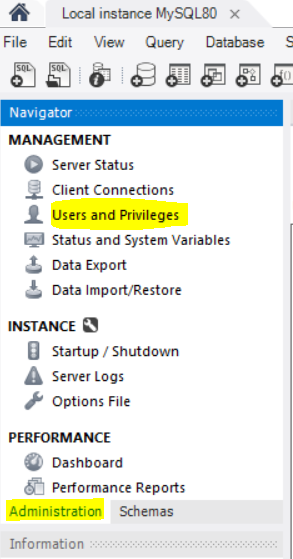 Local instance MySQL80
File Edit View Query Database S
SQL SQL
Navigator
MANAGEMENT
Server Status
Client Connections
Users and Privileges
Status and System Variables
Data Export
Data Import/Restore
INSTANCE
Startup / Shutdown
Server Logs
Options File
PERFORMANCE
Dashboard
Performance Reports
Administration Schemas
Information